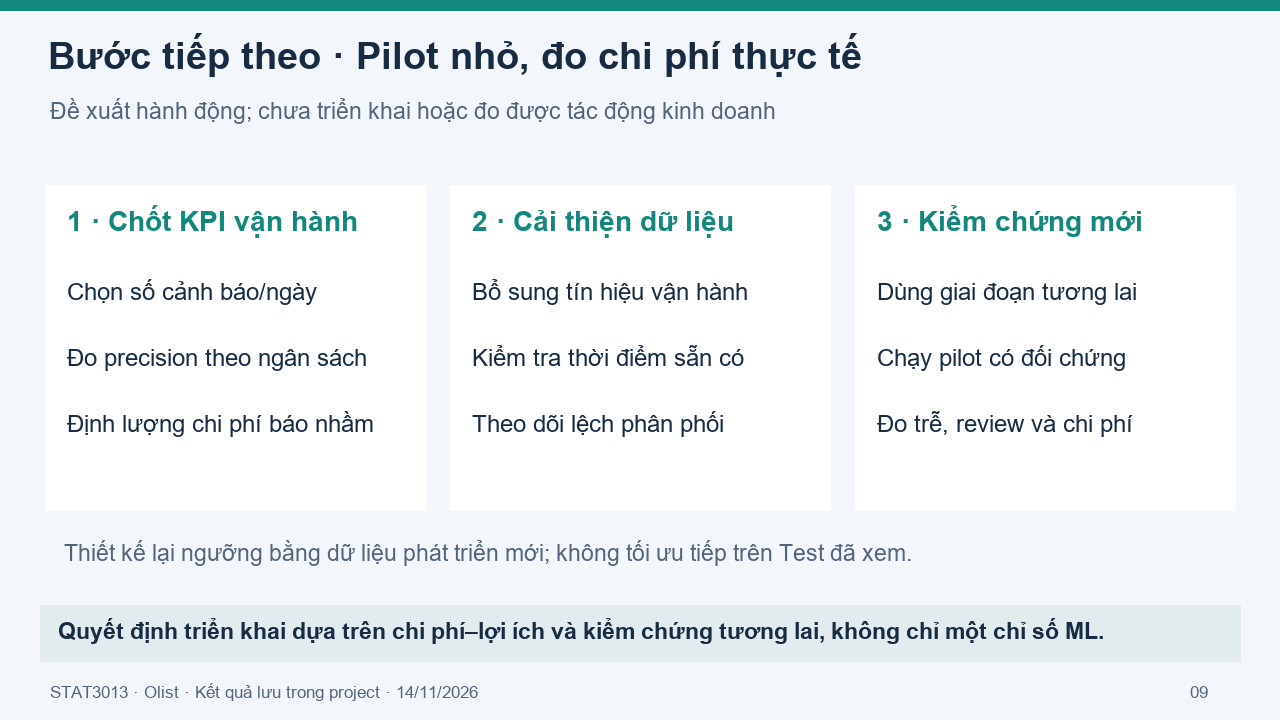 Bước tiếp theo · Pilot nhỏ, đo chi phí thực tế
Đề xuất hành động; chưa triển khai hoặc đo được tác động kinh doanh
1 · Chốt KPI vận hành
Chọn số cảnh báo/ngày
Đo precision theo ngân sách
Định lượng chi phí báo nhầm
2 · Cải thiện dữ liệu
Bổ sung tín hiệu vận hành
Kiểm tra thời điểm sẵn có
Theo dõi lệch phân phối
3 · Kiểm chứng mới
Dùng giai đoạn tương lai
Chạy pilot có đối chứng
Đo trễ, review và chi phí
Thiết kế lại ngưỡng bằng dữ liệu phát triển mới; không tối ưu tiếp trên Test đã xem.
Quyết định triển khai dựa trên chi phí–lợi ích và kiểm chứng tương lai, không chỉ một chỉ số ML.
STAT3013 · Olist · Kết quả lưu trong project · 14/11/2026
09